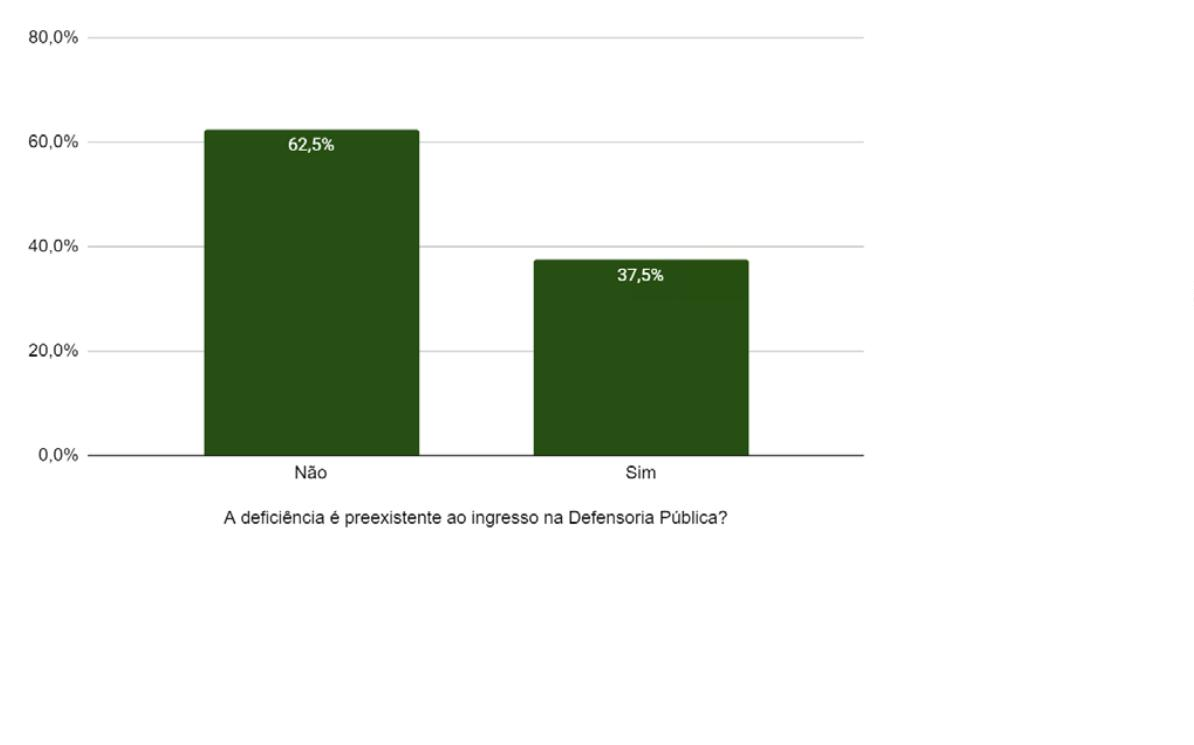 80,0%
60,0%
40,0%
20,0%
0,0%
62,5%
37,5%
Não
Sim
A deficiência é preexistente ao ingresso na Defensoria Pública?